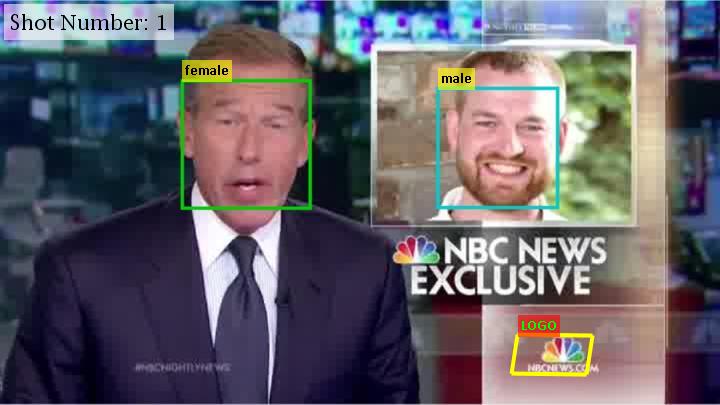 Shot Number: 1
female
male
NBC NEWS
EXCLUSIVE
LOGO
NBCNEWS.COM
#NBCNIGHTLYNEWS